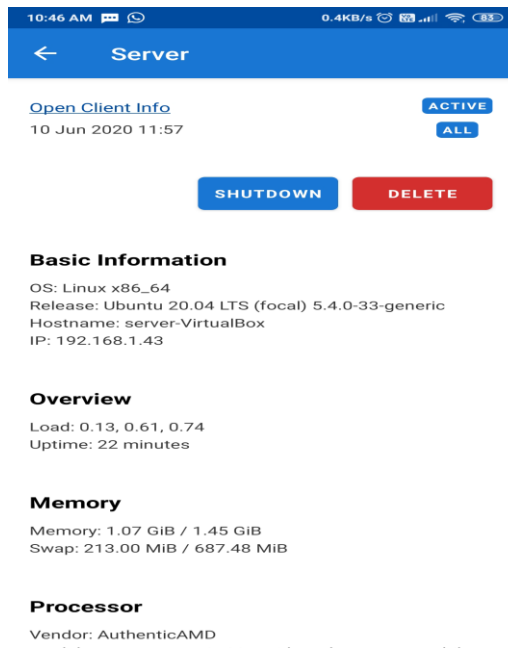 10:46 AM 0.4KB/s 83
Server
Open Client Info ACTIVE
10 Jun 2020 11:57 ALL
SHUTDOWN DELETE
Basic Information
OS: Linux x86_64
Release: Ubuntu 20.04 LTS (focal) 5.4.0-33-generic
Hostname: server-VirtualBox
IP: 192.168.1.43
Overview
Load: 0.13, 0.61, 0.74
Uptime: 22 minutes
Memory
Memory: 1.07 GiB / 1.45 GiB
Swap: 213.00 MiB / 687.48 MiB
Processor
Vendor: AuthenticAMD